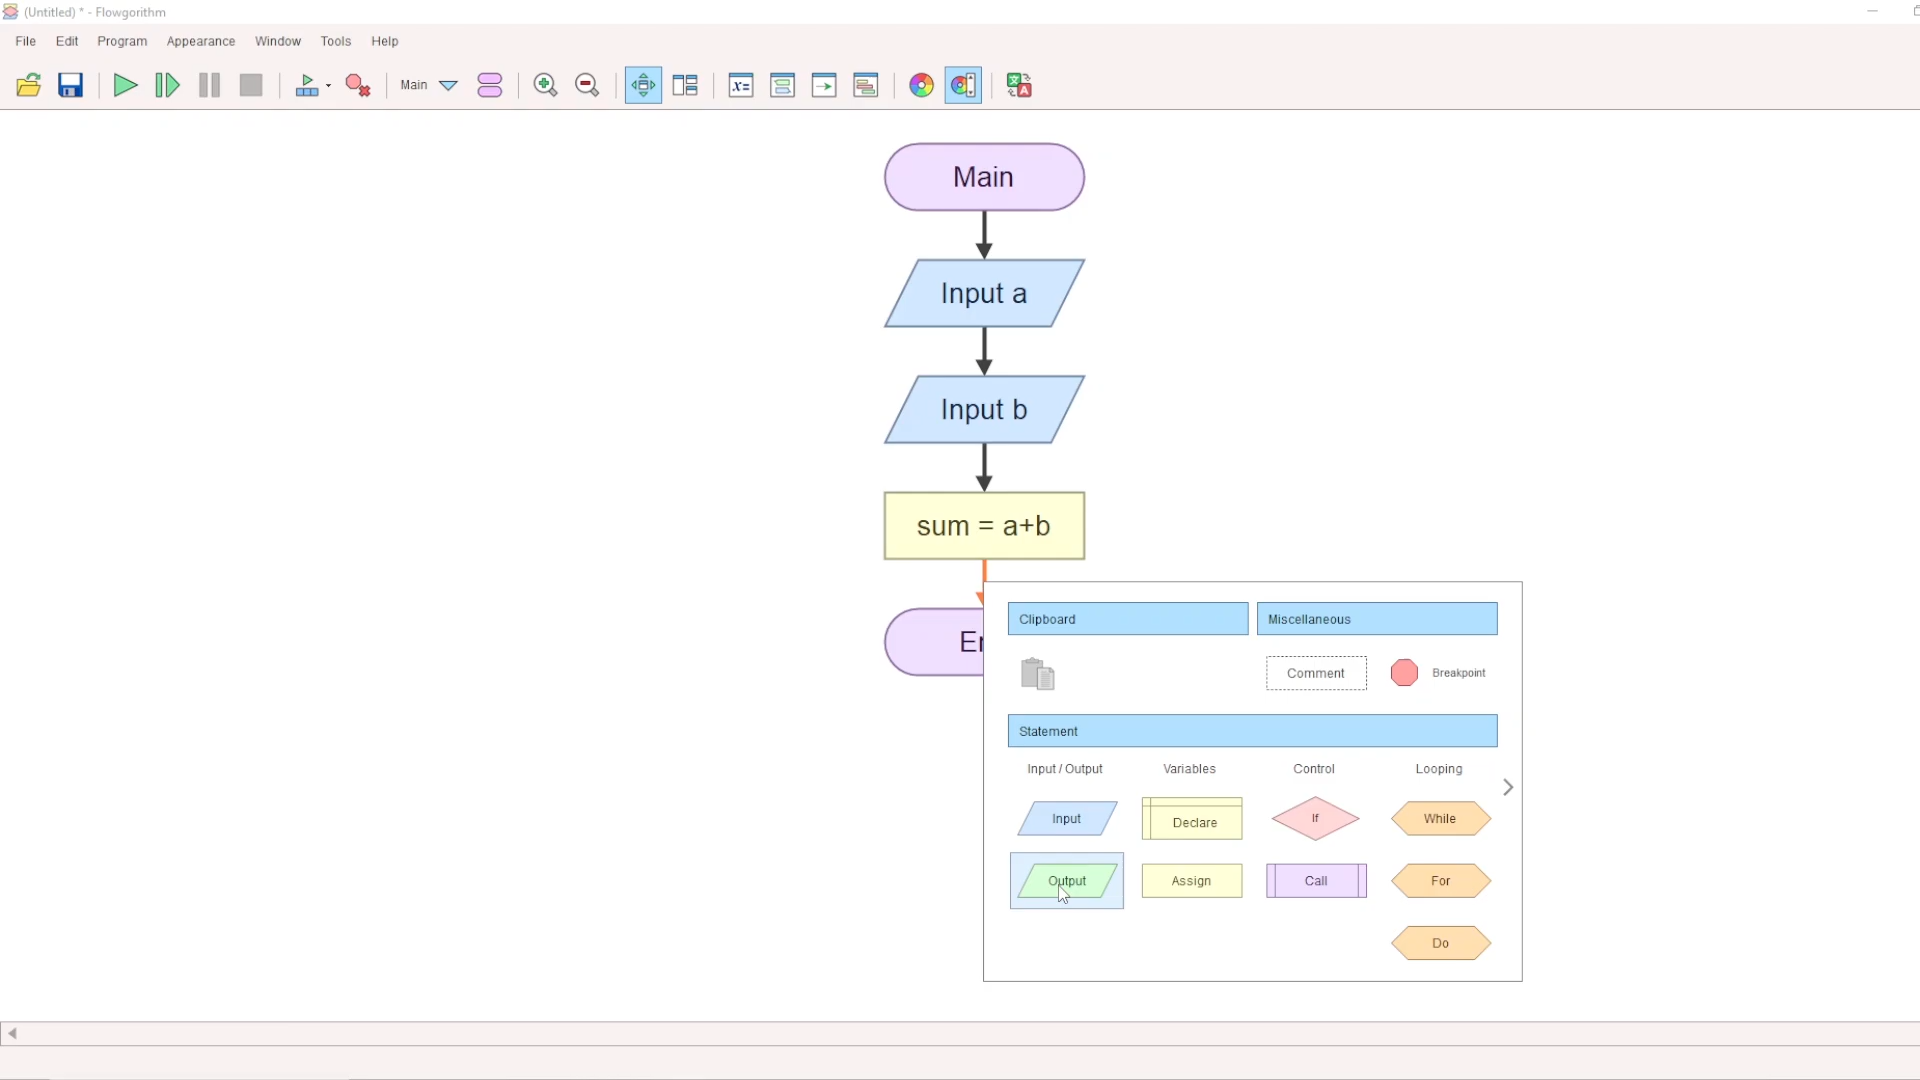 (Untitled) * - Flowgorithm
File Edit Program Appearance Window Tools Help
Main
Main
Input a
Input b
sum = a+b
Clipboard Miscellaneous
Comment Breakpoint
Statement
Input / Output Variables Control Looping
Input Declare If While
Output Assign Call For
Do